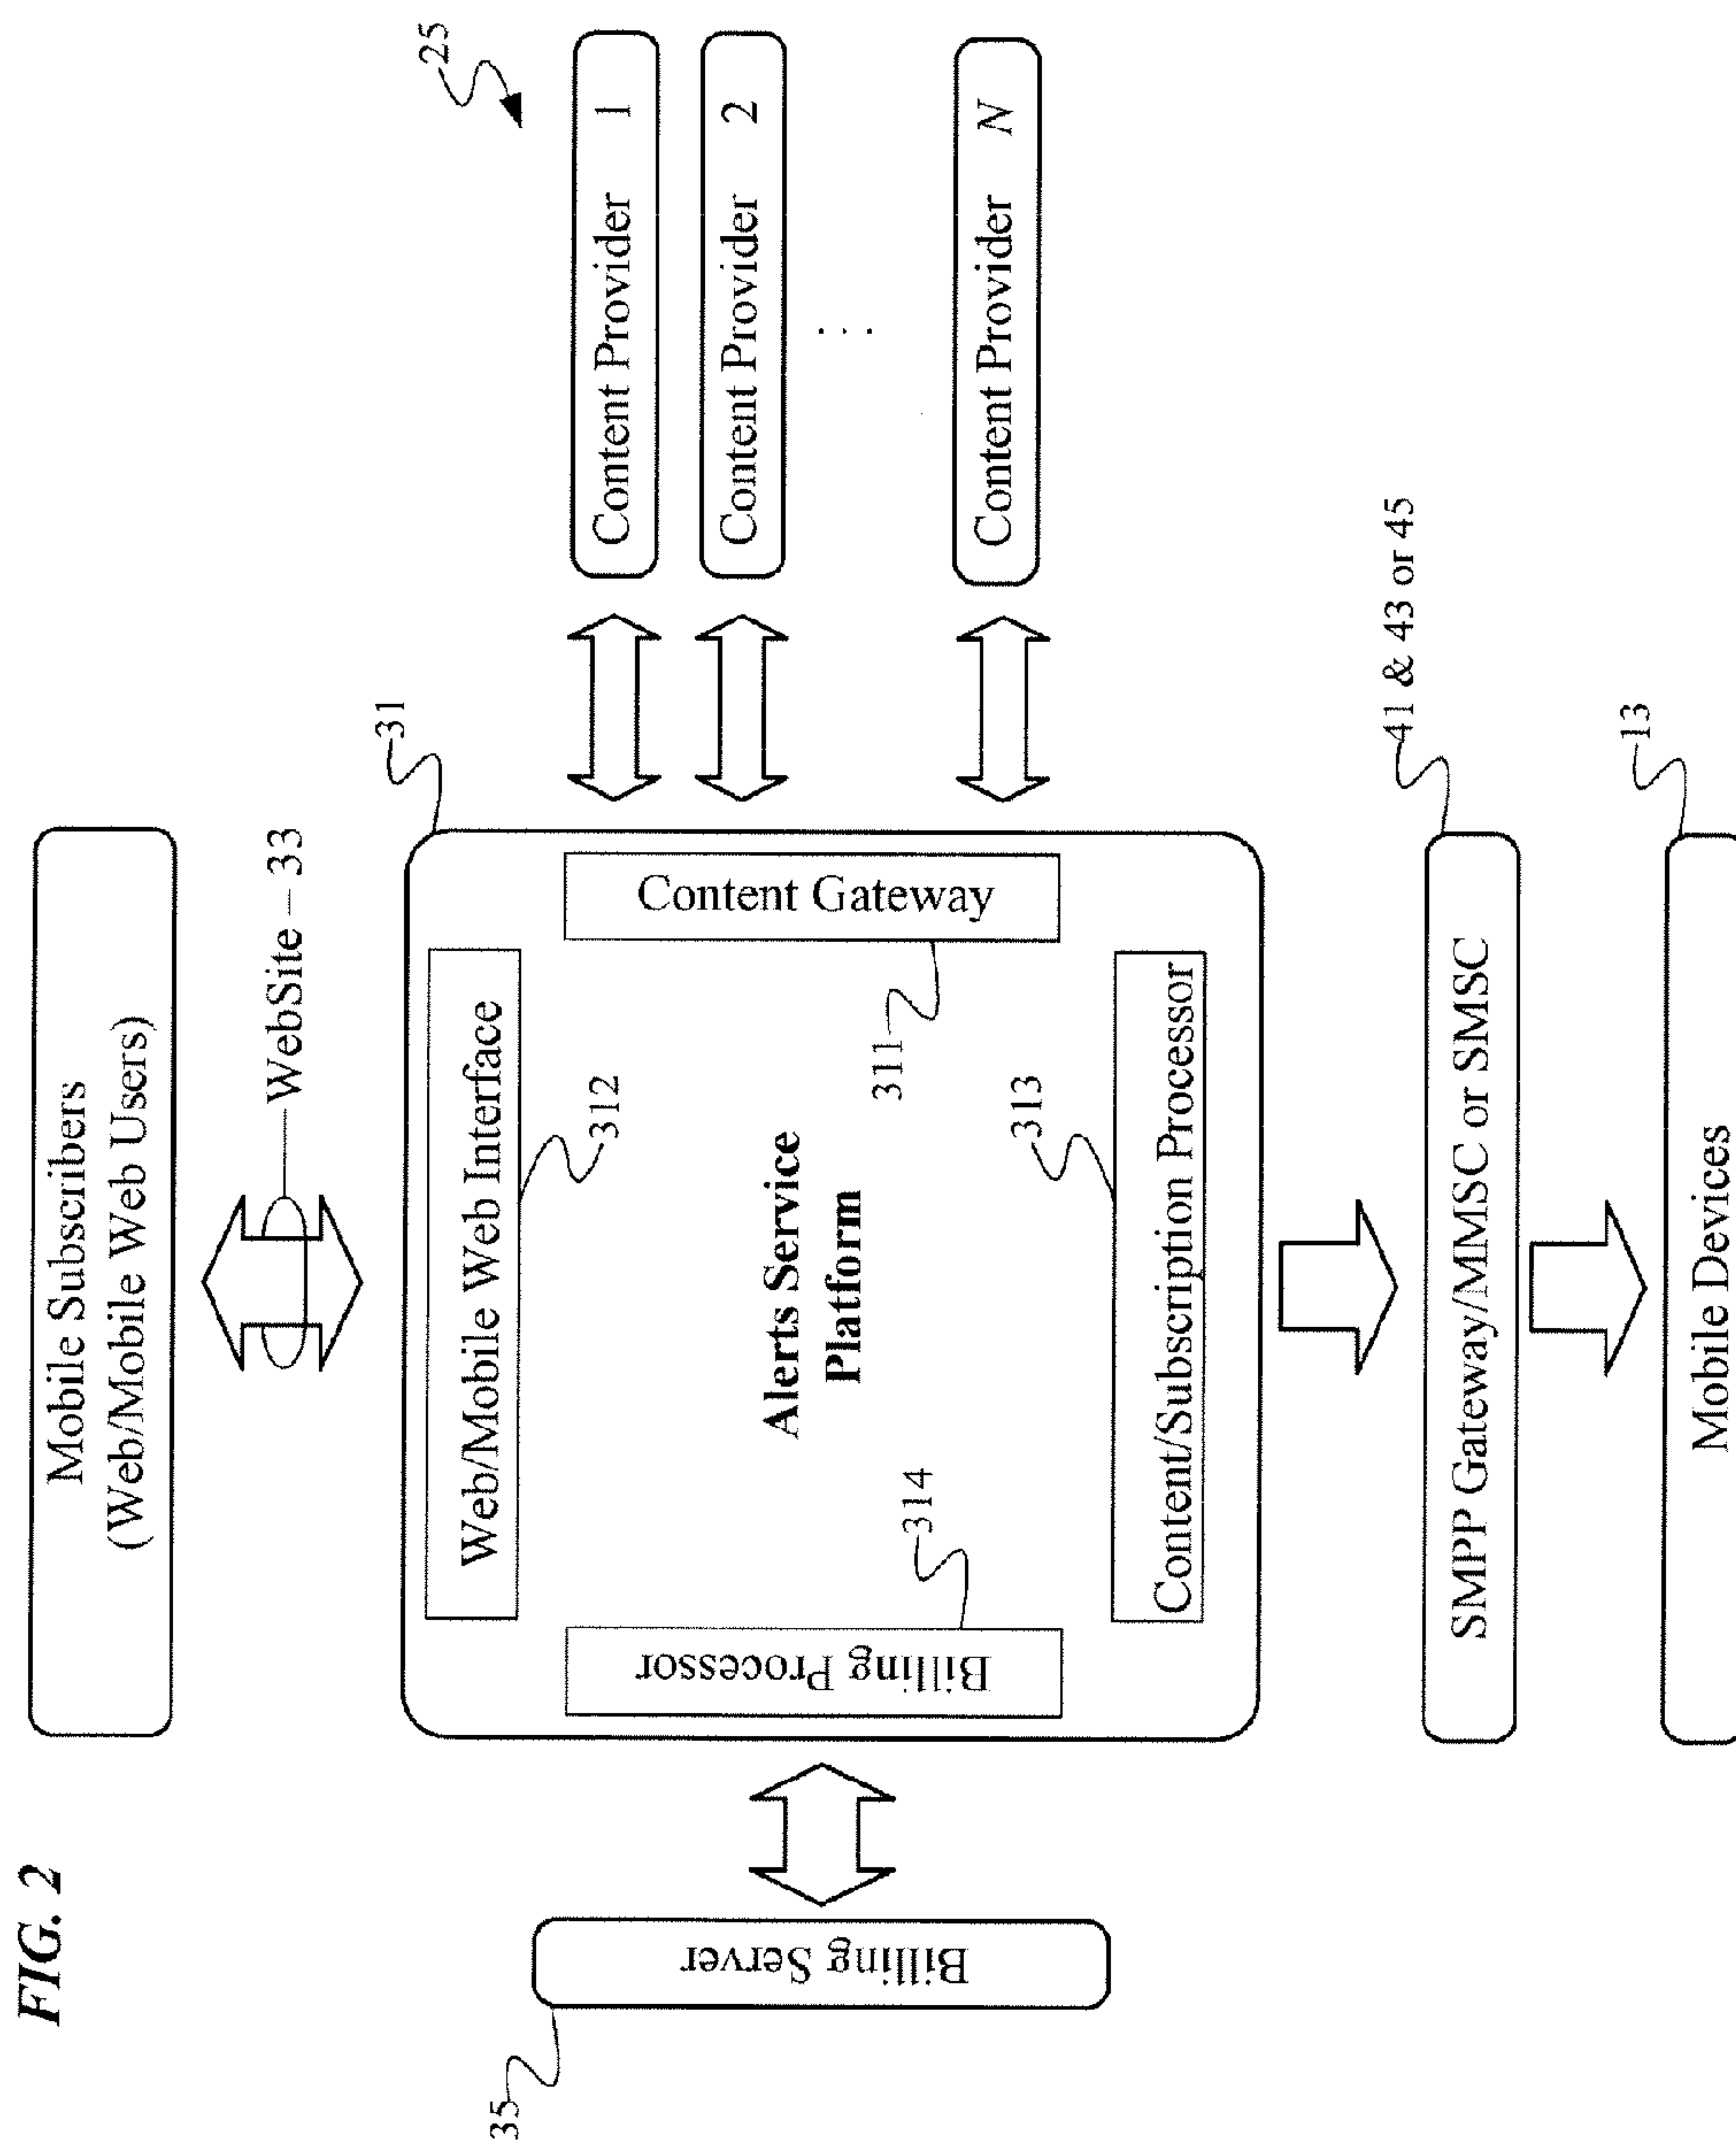 FIG. 2
Mobile Subscribers
(Web/Mobile Web Users)
WebSite
33
31
Web/Mobile Web Interface
312
Content Gateway
311
Alerts Service
Platform
Billing Processor
314
313
Content/Subscription Processor
Billing Server
35
25
Content Provider 1
Content Provider 2
. . .
Content Provider N
SMPP Gateway/MMSC or SMSC
41 & 43 or 45
Mobile Devices
13